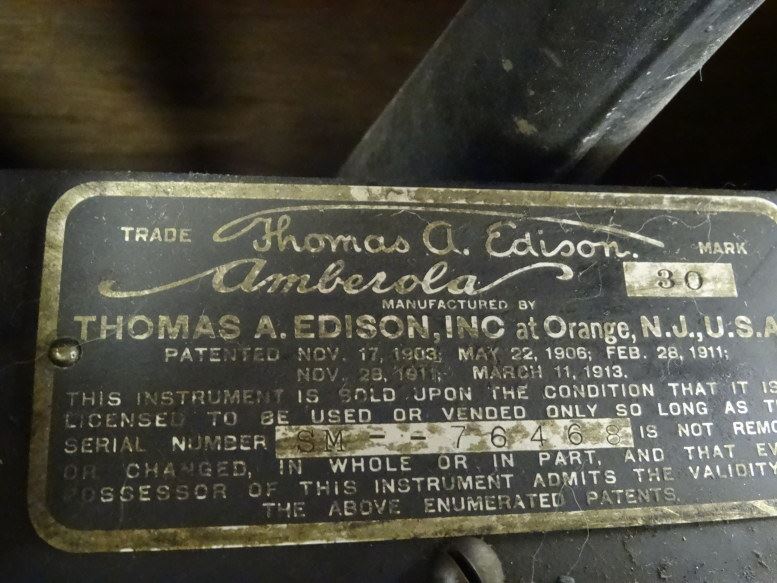 TRADE Thomas A. Edison. MARK
Amberola 30
MANUFACTURED BY
THOMAS A. EDISON, INC at Orange, N.J., U.S.A
PATENTED NOV. 17, 1903; MAY 22, 1906; FEB. 28, 1911;
NOV. 28, 1911; MARCH 11, 1913.
THIS INSTRUMENT IS SOLD UPON THE CONDITION THAT IT IS
LICENSED TO BE USED OR VENDED ONLY SO LONG AS T
SERIAL NUMBER SM--76468 IS NOT REMO
OR CHANGED, IN WHOLE OR IN PART, AND THAT EV
POSSESSOR OF THIS INSTRUMENT ADMITS THE VALIDITY
THE ABOVE ENUMERATED PATENTS.